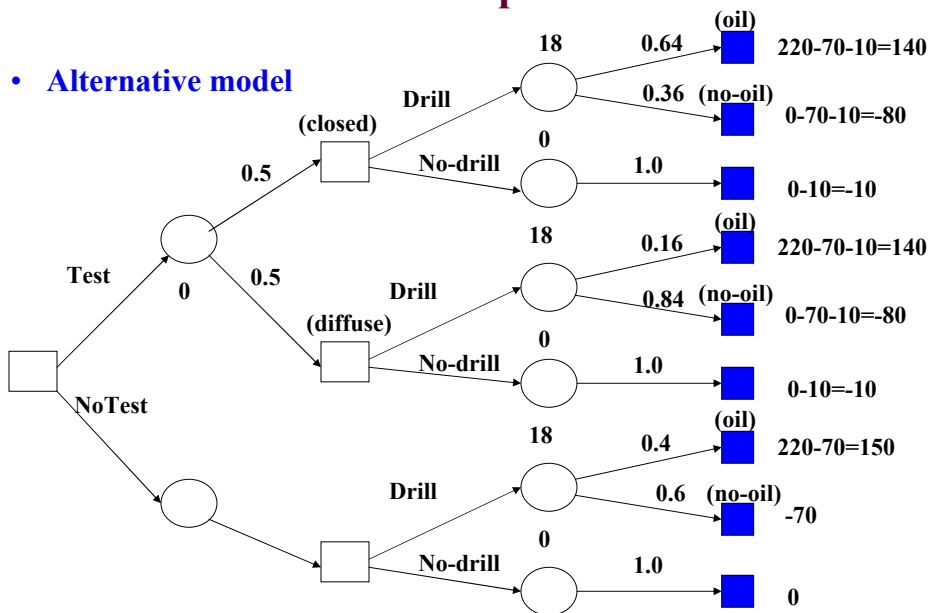 • Alternative model
18
0.64
(oil)
220-70-10=140
Drill
0.36
(no-oil)
0-70-10=-80
(closed)
0
No-drill
1.0
0-10=-10
0.5
18
0.16
(oil)
220-70-10=140
Test
0.5
Drill
0.84
(no-oil)
0-70-10=-80
0
(diffuse)
0
No-drill
1.0
0-10=-10
NoTest
18
0.4
(oil)
220-70=150
Drill
0.6
(no-oil)
-70
0
No-drill
1.0
0